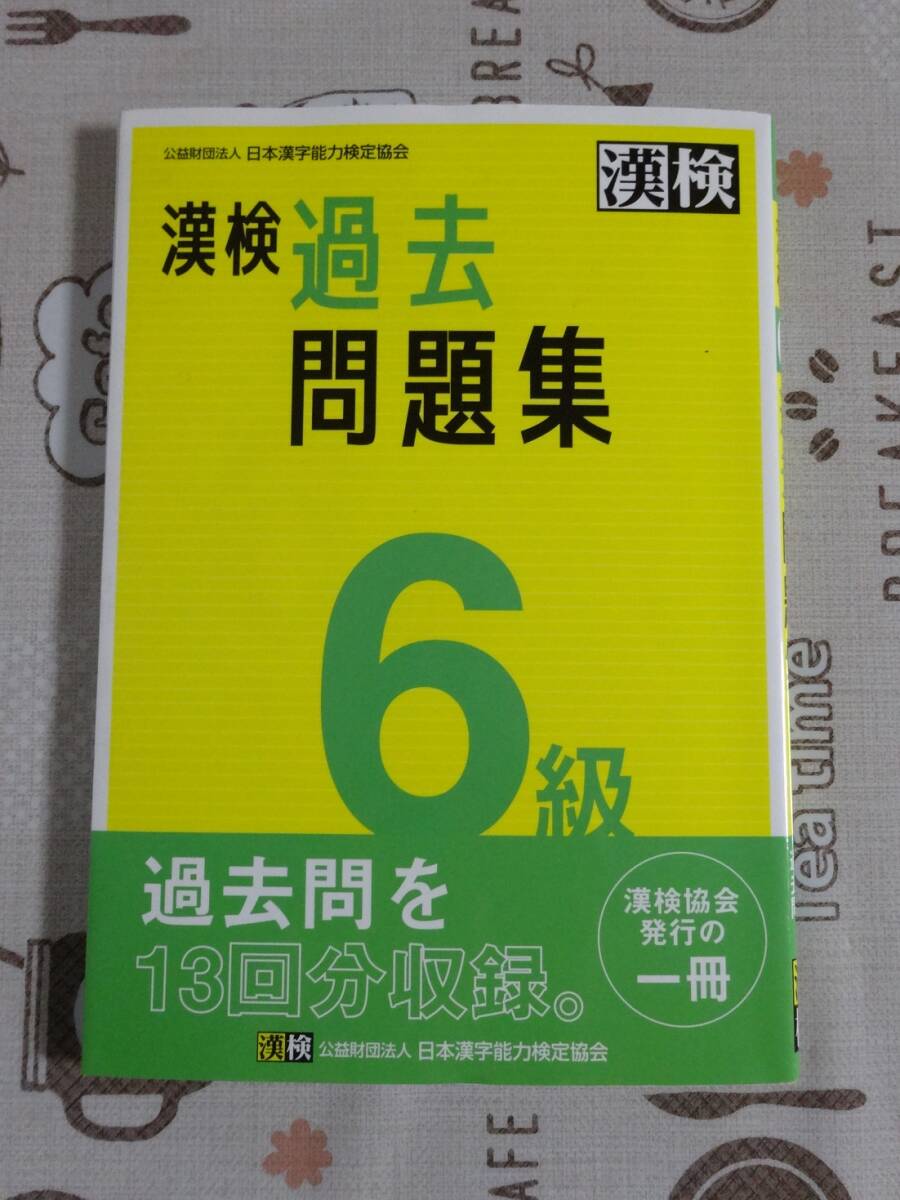 公益財団法人 日本漢字能力検定協会
漢検
漢検 過去
問題集
6級
過去問を
13回分収録。
漢検協会
発行の
一冊
漢検 公益財団法人 日本漢字能力検定協会
BREAKFAST
Tea time